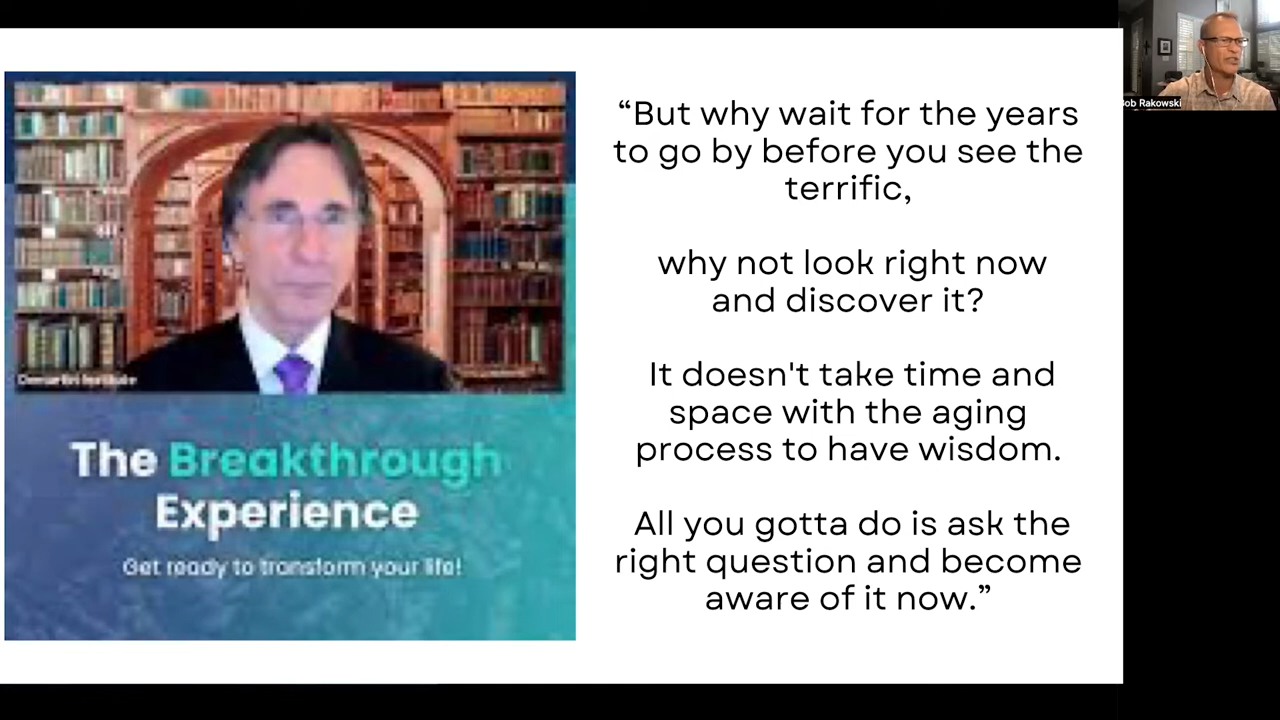 Bob Rakowski
Demartini Institute
The Breakthrough
Experience
Get ready to transform your life!
“But why wait for the years
to go by before you see the
terrific,
why not look right now
and discover it?
It doesn't take time and
space with the aging
process to have wisdom.
All you gotta do is ask the
right question and become
aware of it now.”